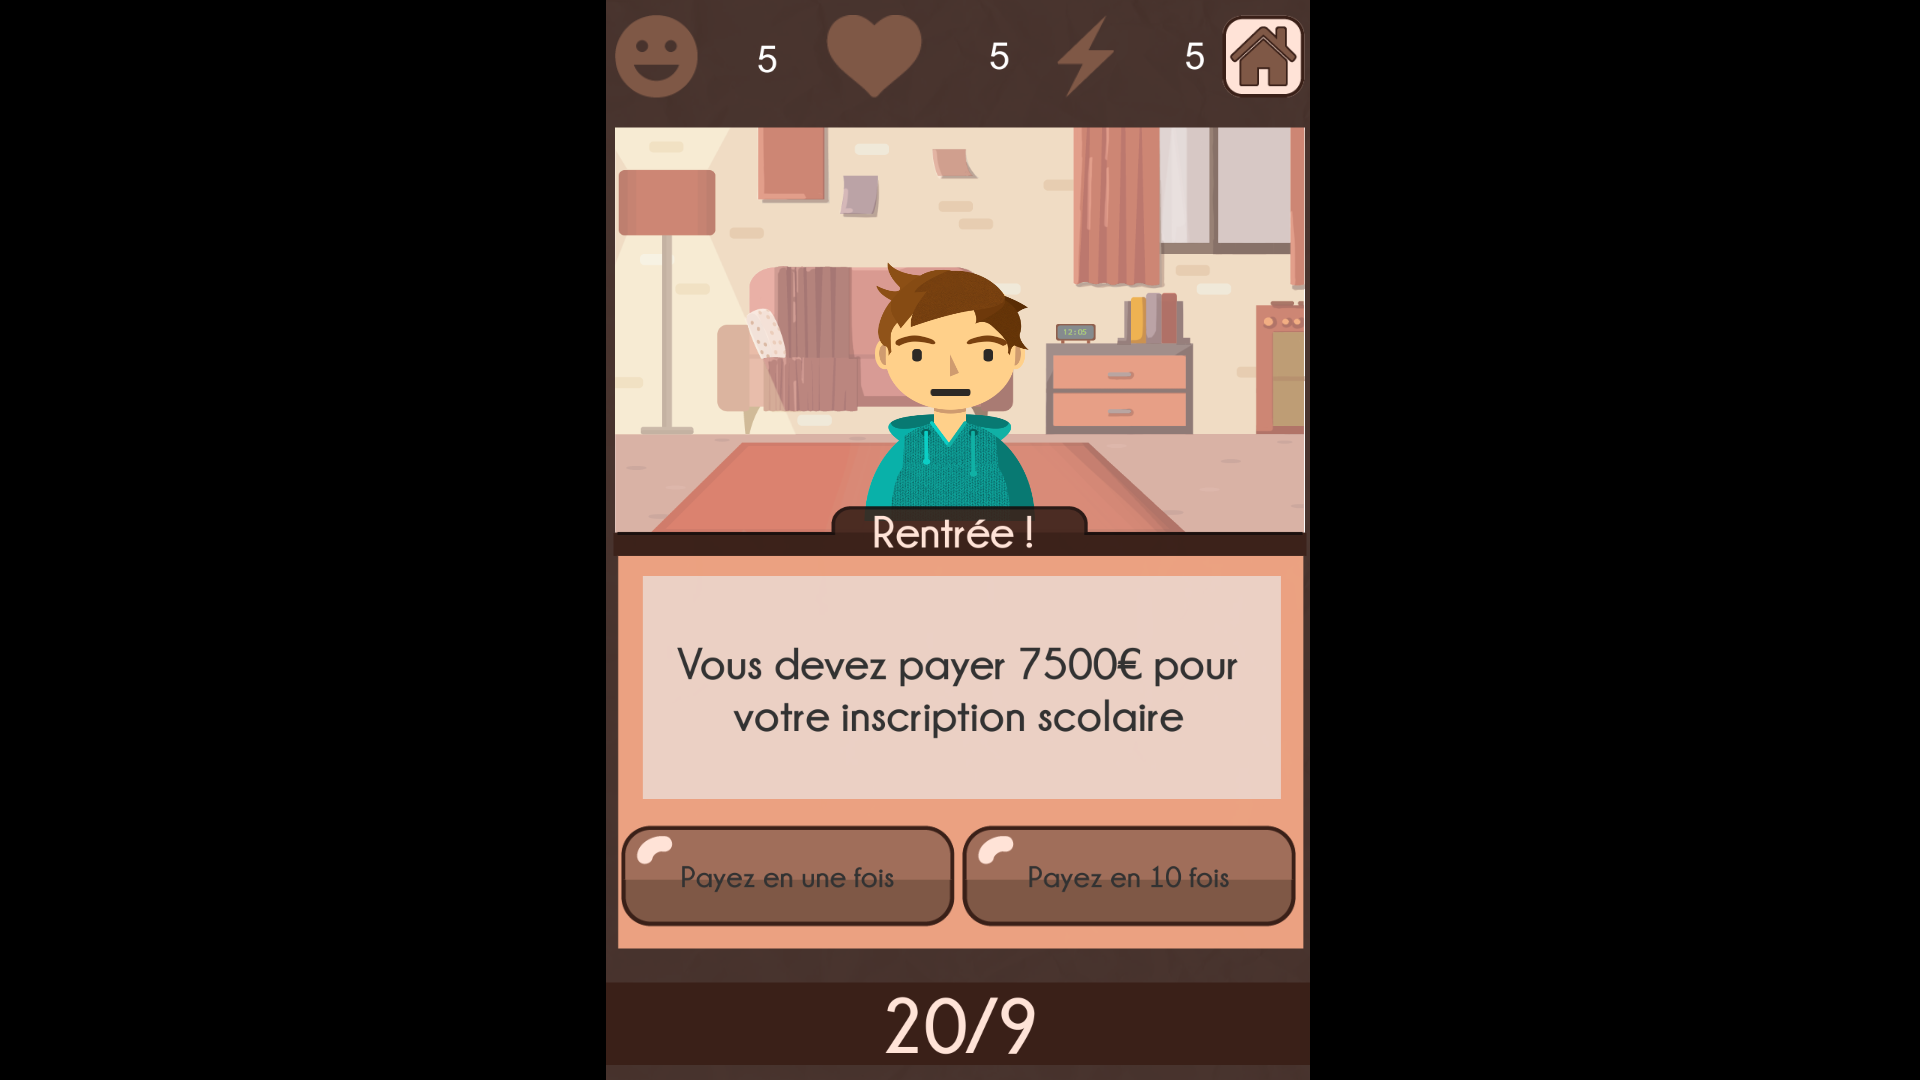 5 5 5
12:05
Rentrée !
Vous devez payer 7500€ pour
votre inscription scolaire
Payez en une fois
Payez en 10 fois
20/9